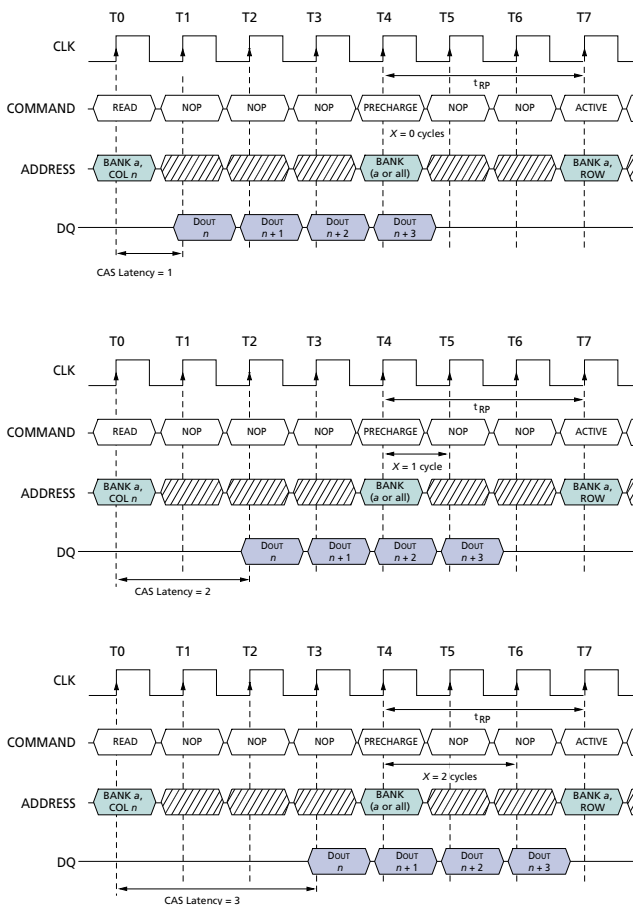 T0 T1 T2 T3 T4 T5 T6 T7
CLK
tRP
COMMAND READ NOP NOP NOP PRECHARGE NOP NOP ACTIVE
X = 0 cycles
ADDRESS BANK a, COL n BANK (a or all) BANK a, ROW
DQ DOUT n DOUT n + 1 DOUT n + 2 DOUT n + 3
CAS Latency = 1
T0 T1 T2 T3 T4 T5 T6 T7
CLK
tRP
COMMAND READ NOP NOP NOP PRECHARGE NOP NOP ACTIVE
X = 1 cycle
ADDRESS BANK a, COL n BANK (a or all) BANK a, ROW
DQ DOUT n DOUT n + 1 DOUT n + 2 DOUT n + 3
CAS Latency = 2
T0 T1 T2 T3 T4 T5 T6 T7
CLK
tRP
COMMAND READ NOP NOP NOP PRECHARGE NOP NOP ACTIVE
X = 2 cycles
ADDRESS BANK a, COL n BANK (a or all) BANK a, ROW
DQ DOUT n DOUT n + 1 DOUT n + 2 DOUT n + 3
CAS Latency = 3